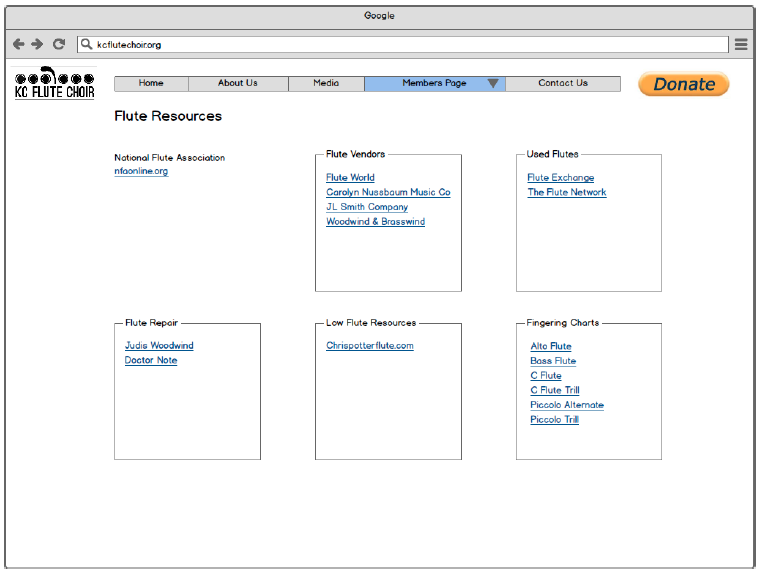 Google
kcflutechoir.org
KC FLUTE CHOIR
Home
About Us
Media
Members Page
Contact Us
Donate
Flute Resources
National Flute Association
nfaonline.org
Flute Vendors
Flute World
Carolyn Nussbaum Music Co
JL Smith Company
Woodwind & Brasswind
Used Flutes
Flute Exchange
The Flute Network
Flute Repair
Judis Woodwind
Doctor Note
Low Flute Resources
Chrispotterflute.com
Fingering Charts
Alto Flute
Bass Flute
C Flute
C Flute Trill
Piccolo Alternate
Piccolo Trill